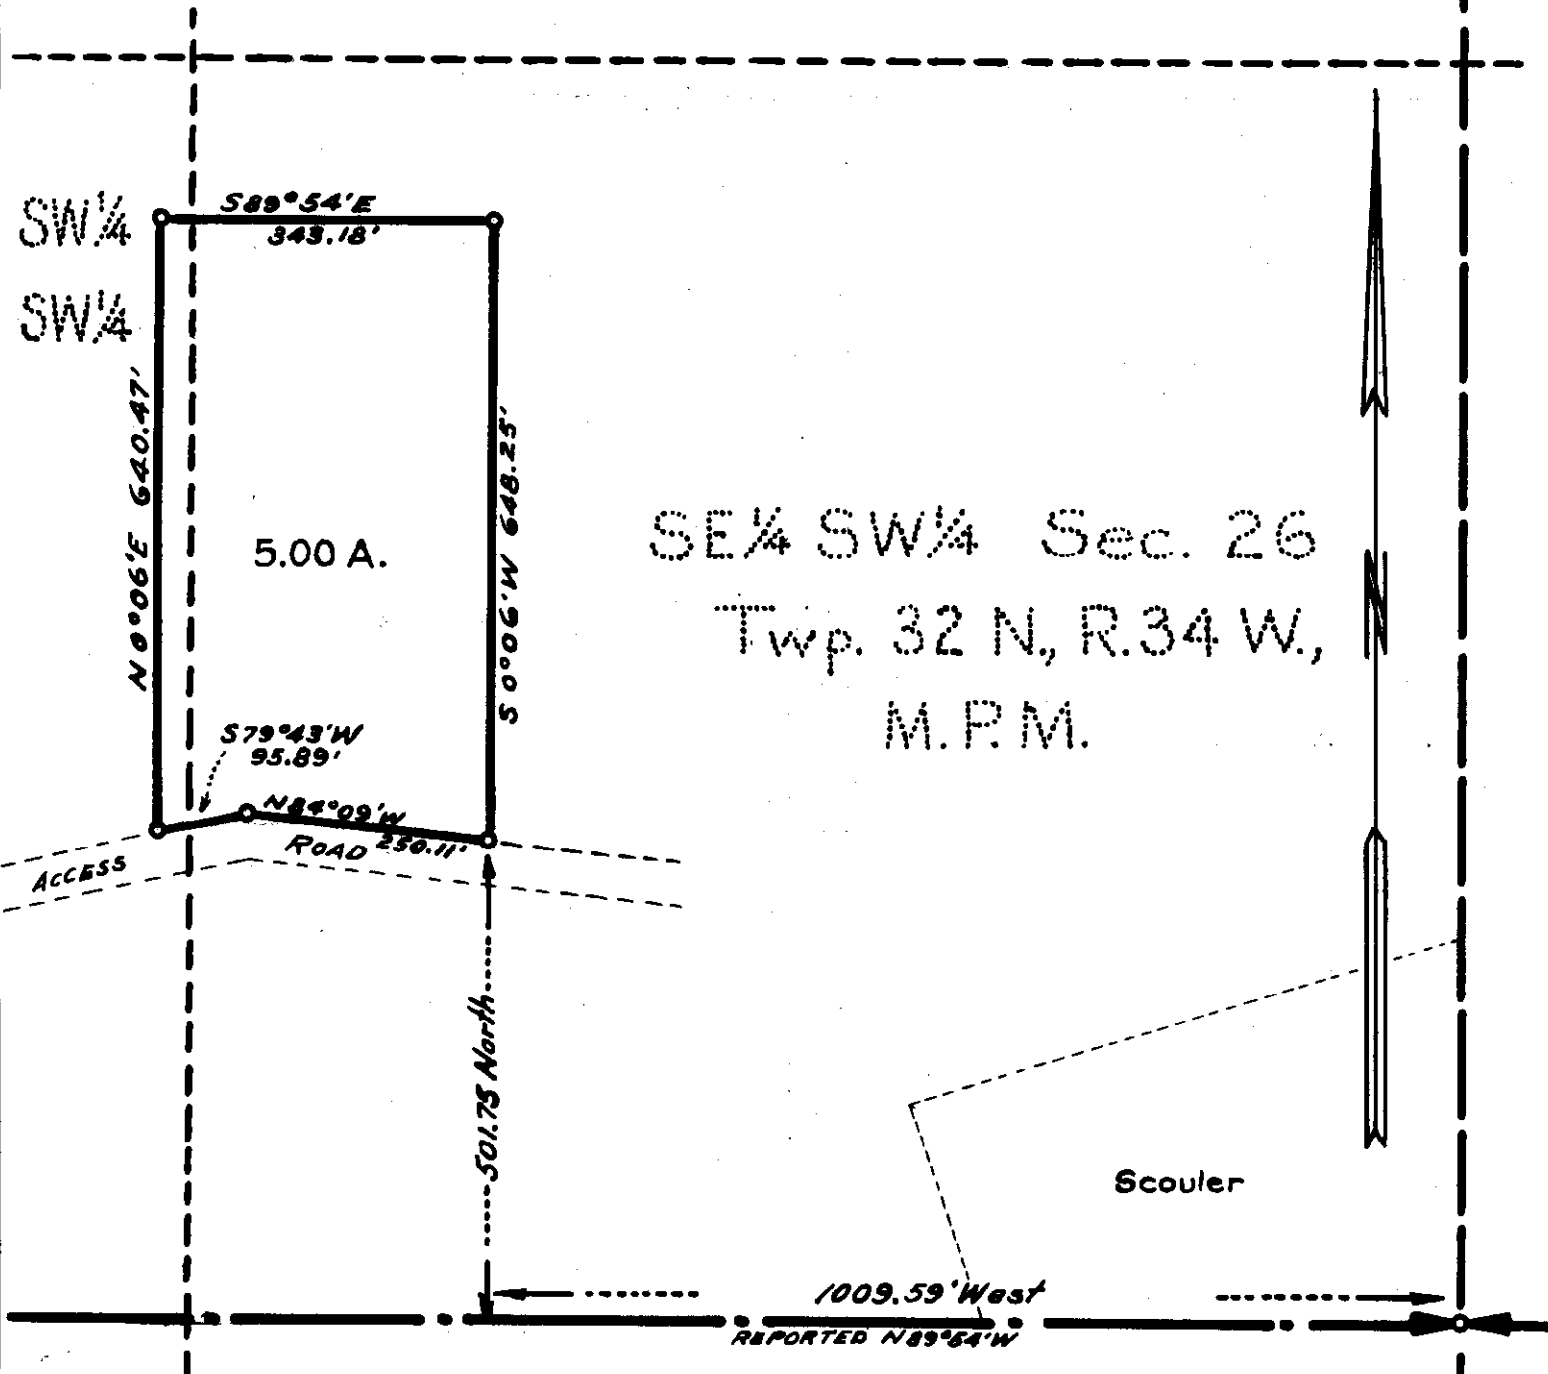 S89°54'E
343.18'
SW¼
SW¼
N0°06'E 640.47'
S0°06'W 648.25'
5.00 A.
SE¼ SW¼ Sec. 26
Twp. 32 N., R.34 W.,
M.P.M.
N
S79°43'W
95.89'
N84°09'W
250.11'
ACCESS ROAD
501.75 North
Scouler
1009.59' West
REPORTED N89°54'W